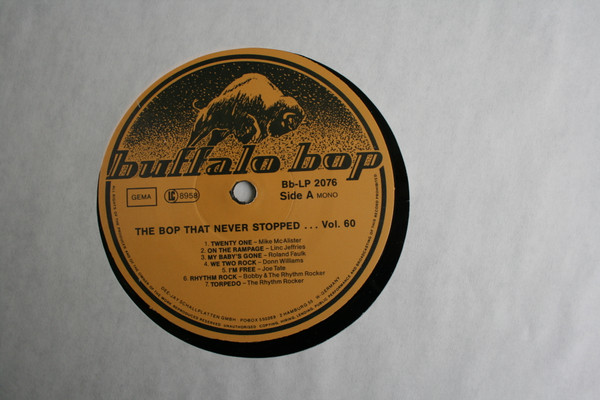 buffalo bop
Bb-LP 2076
GEMA LC 8958 Side A MONO
THE BOP THAT NEVER STOPPED ... Vol. 60
1. TWENTY ONE – Mike McAlister
2. ON THE RAMPAGE – Linc Jeffries
3. MY BABY'S GONE – Roland Faulk
4. WE TWO ROCK – Donn Williams
5. I'M FREE – Joe Tate
6. RHYTHM ROCK – Bobby & The Rhythm Rocker
7. TORPEDO – The Rhythm Rocker